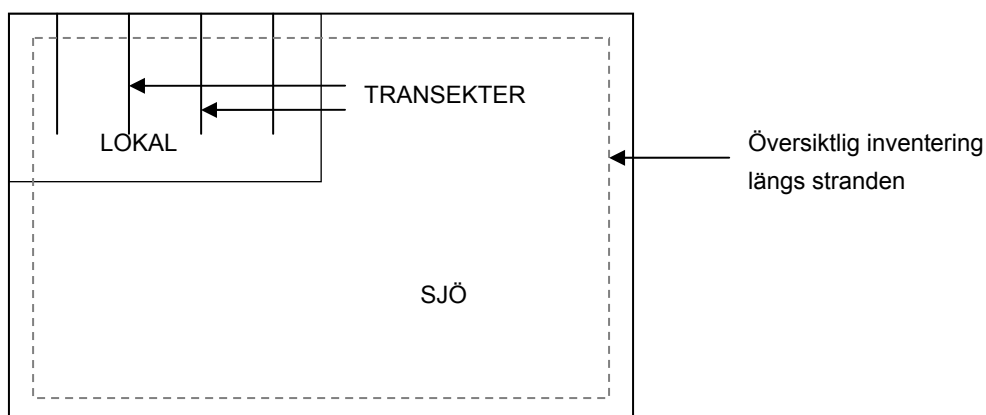 TRANSEKTER
LOKAL
Översiktlig inventering
längs stranden
SJÖ